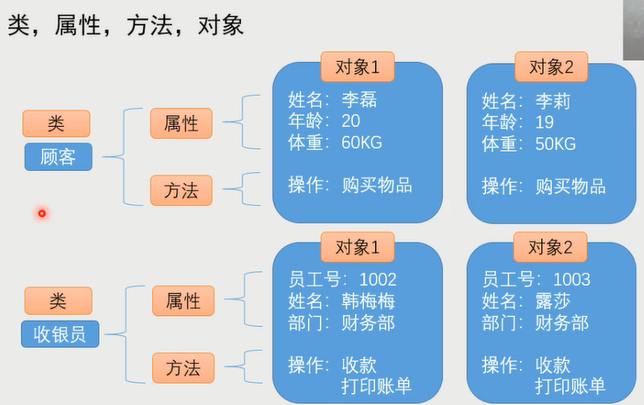 类，属性，方法，对象
对象1
对象2
类
顾客
属性
方法
姓名：李磊
年龄：20
体重：60KG
操作：购买物品
姓名：李莉
年龄：19
体重：50KG
操作：购买物品
对象1
对象2
类
收银员
属性
方法
员工号：1002
姓名：韩梅梅
部门：财务部
操作：收款
打印账单
员工号：1003
姓名：露莎
部门：财务部
操作：收款
打印账单